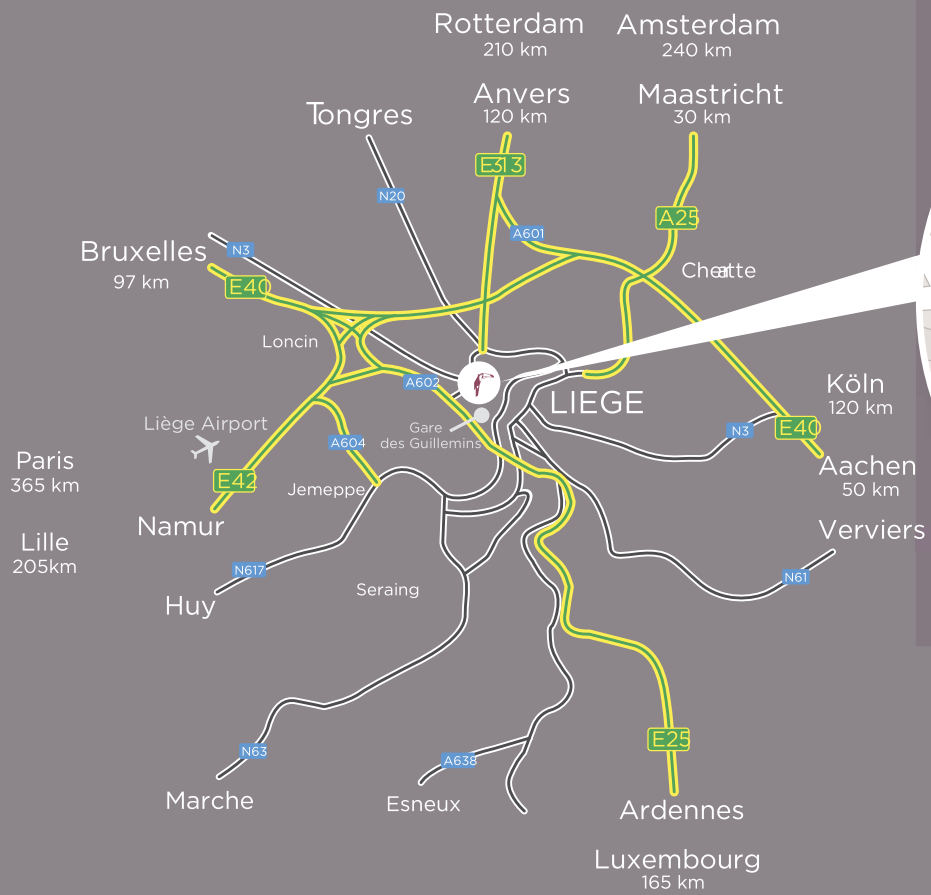 Rotterdam
210 km
Amsterdam
240 km
Anvers
120 km
Maastricht
30 km
Tongres
E313
N20
A25
A601
N3
Bruxelles
97 km
E40
Cheratte
Loncin
A602
LIEGE
Köln
120 km
Liège Airport
Gare
des Guillemins
A604
N3
E40
Paris
365 km
E42
Jemeppe
Aachen
50 km
Namur
Lille
205km
Verviers
N617
N61
Seraing
Huy
E25
N63
A638
Marche
Esneux
Ardennes
Luxembourg
165 km